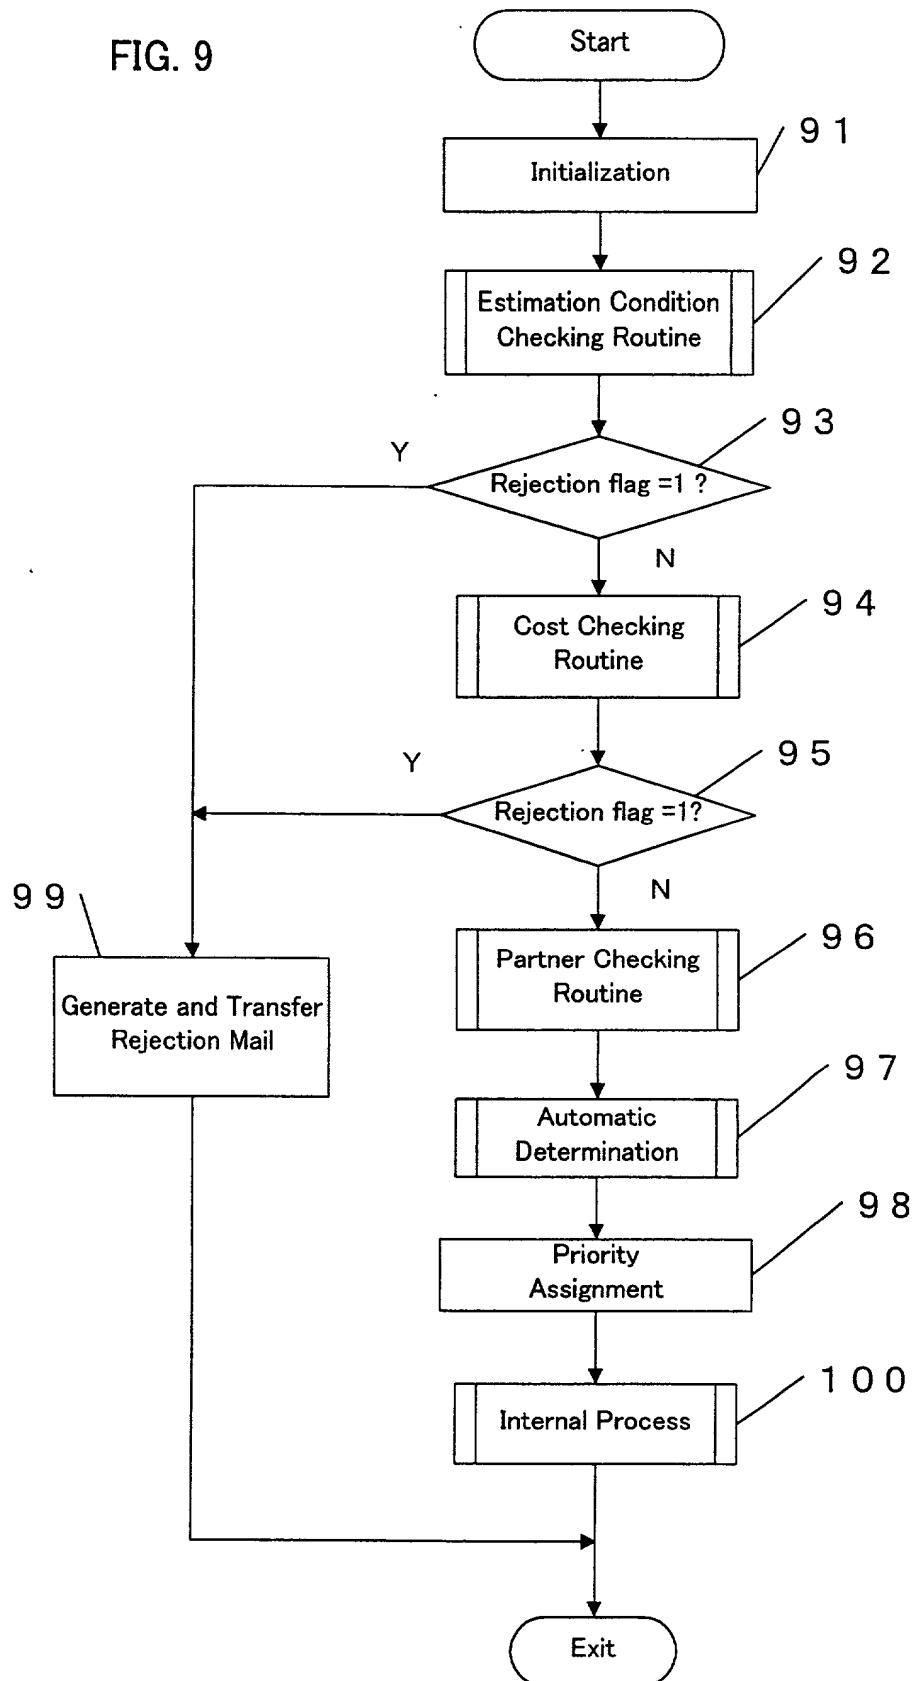 FIG. 9
Start
91
Initialization
92
Estimation Condition
Checking Routine
93
Y
Rejection flag =1 ?
N
94
Cost Checking
Routine
95
Y
Rejection flag =1?
N
99
96
Partner Checking
Routine
Generate and Transfer
Rejection Mail
97
Automatic
Determination
98
Priority
Assignment
100
Internal Process
Exit